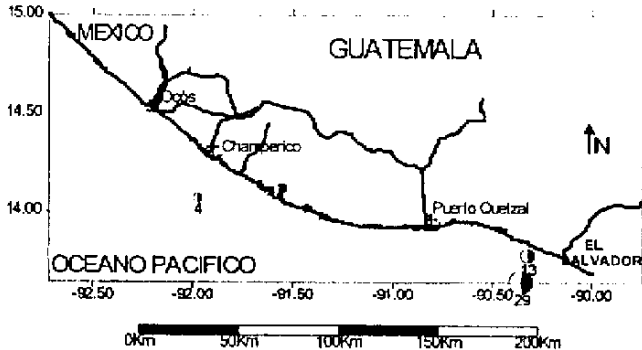 15.00
MEXICO
GUATEMALA
Ocós
14.50
Champerico
N
14.00
4
Puerto Quetzal
EL
SALVADOR
13
OCEANO PACIFICO
29
-92.50 -92.00 -91.50 -91.00 -90.50 -90.00
0Km 50Km 100Km 150Km 200Km